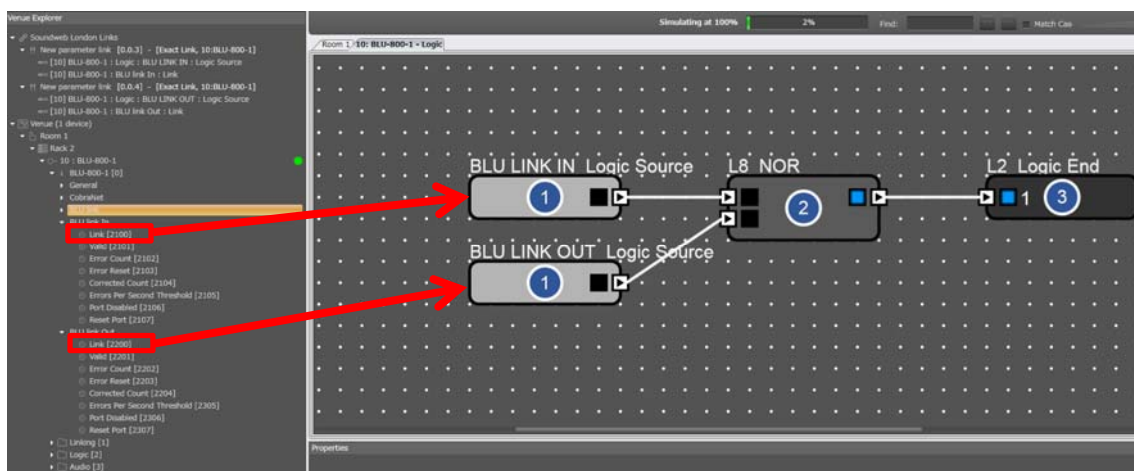 Venue Explorer
Soundweb London Links
New parameter link [0.0.3] - [Exact Link, 10:BLU-800-1]
[10] BLU-800-1 : Logic : BLU LINK IN : Logic Source
[10] BLU-800-1 : BLU link In : Link
New parameter link [0.0.4] - [Exact Link, 10:BLU-800-1]
[10] BLU-800-1 : Logic : BLU LINK OUT : Logic Source
[10] BLU-800-1 : BLU link Out : Link
Venue (1 device)
Room 1
Rack 2
10 : BLU-800-1
BLU-800-1 [0]
General
CobraNet
BLU link In
Link [2100]
Valid [2101]
Error Count [2102]
Error Reset [2103]
Corrected Count [2104]
Errors Per Second Threshold [2105]
Port Disabled [2106]
Reset Port [2107]
BLU link Out
Link [2200]
Valid [2201]
Error Count [2202]
Error Reset [2203]
Corrected Count [2204]
Errors Per Second Threshold [2305]
Port Disabled [2306]
Reset Port [2307]
Linking [1]
Logic [2]
Audio [3]
Simulating at 100%
2%
Find:
Match Cas
Room 1
10: BLU-800-1 - Logic
BLU LINK IN Logic Source
1
L8 NOR
2
L2 Logic End
1
3
BLU LINK OUT Logic Source
1
Properties